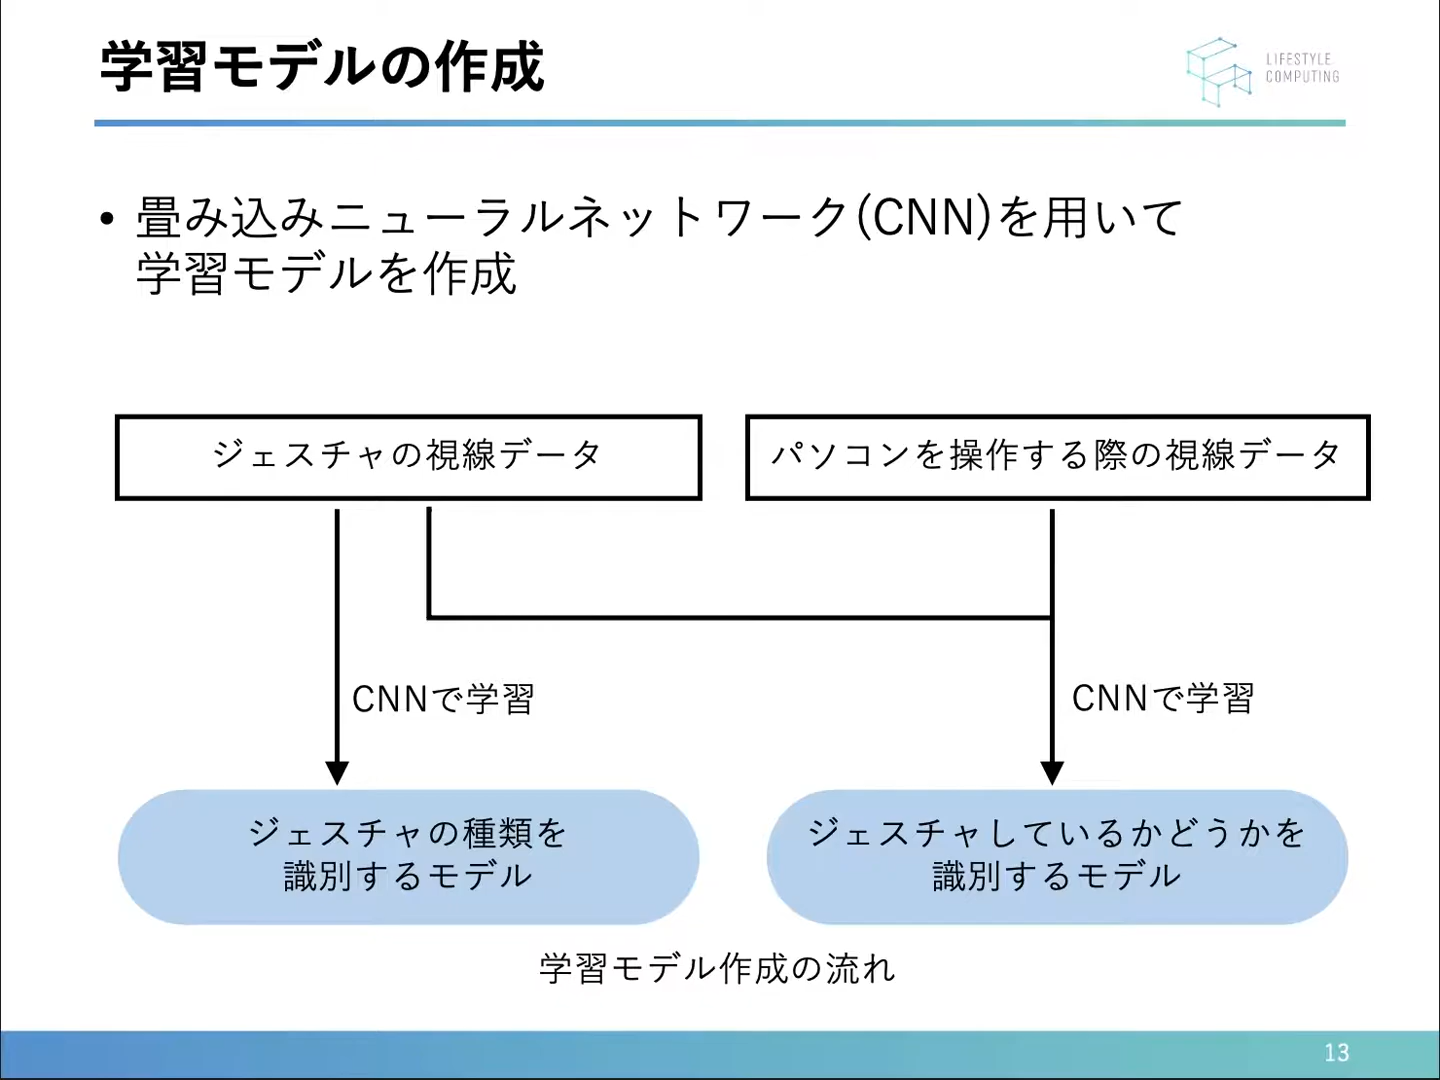 学習モデルの作成
LIFESTYLE
COMPUTING
• 畳み込みニューラルネットワーク(CNN)を用いて
学習モデルを作成
ジェスチャの視線データ
パソコンを操作する際の視線データ
CNNで学習
CNNで学習
ジェスチャの種類を
識別するモデル
ジェスチャしているかどうかを
識別するモデル
学習モデル作成の流れ
13